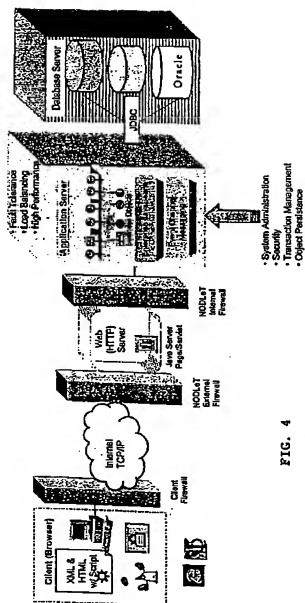 Client (Browser)
XML &
HTML
w/ Script
Client
Firewall
Internet
TCP/IP
NODLeT
External
Firewall
Web
(HTTP)
Server
Java Server
Page/Servlet
NODLeT
Internal
Firewall
• Fault Tolerance
• Load Balancing
• High Performance
Application Server
• System Administration
• Security
• Transaction Management
• Object Persistance
Database Server
JDBC
Oracle
FIG. 4